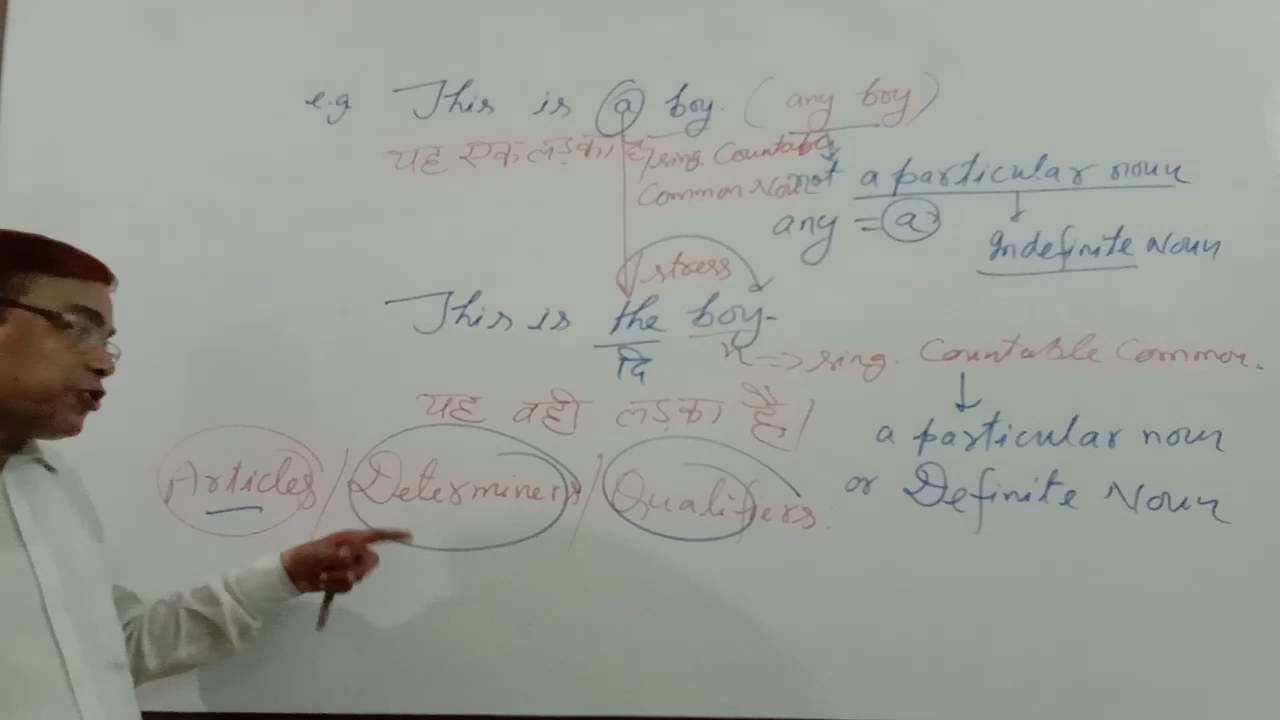 e.g This is a boy. (any boy)
यह एक लड़का है/ sing. Countable
Common Noun not a particular noun
any = a
Indefinite Noun
stress
This is the boy-
दि
n => sing. Countable Common.
यह वही लड़का है।
a particular noun
or Definite Noun
Articles / Determiners / Qualifiers.